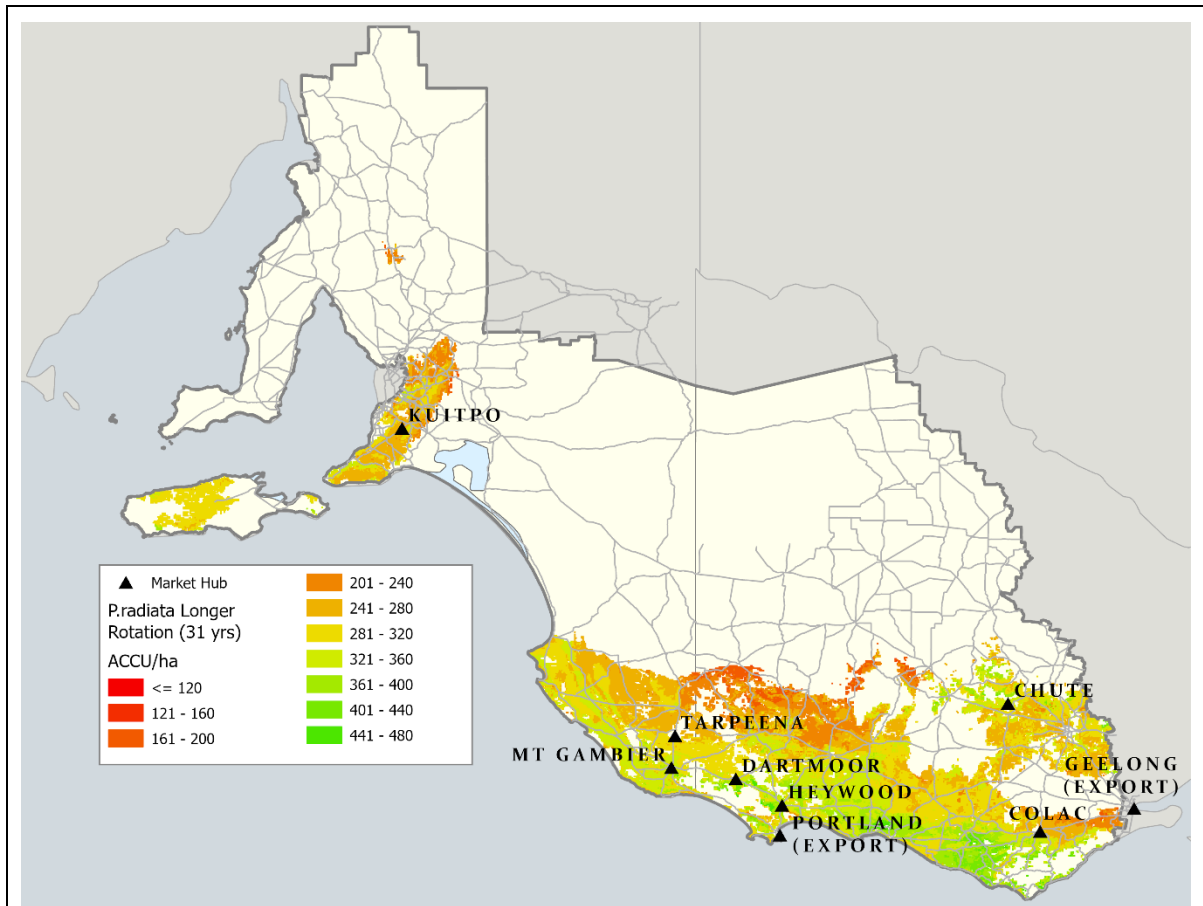 KUITPO
Market Hub
P.radiata Longer
Rotation (31 yrs)
ACCU/ha
<= 120
121 - 160
161 - 200
201 - 240
241 - 280
281 - 320
321 - 360
361 - 400
401 - 440
441 - 480
CHUTE
TARPEENA
MT GAMBIER
DARTMOOR
GEELONG
(EXPORT)
HEYWOOD
COLAC
PORTLAND
(EXPORT)